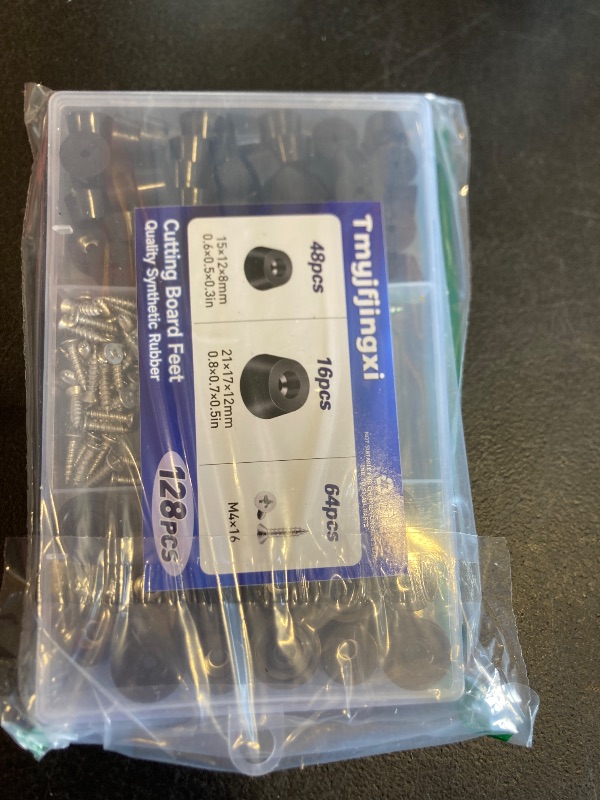 Tmyjfjingxi
48pcs
15×12×8mm
0.6×0.5×0.3in
16pcs
21×17×12mm
0.8×0.7×0.5in
64pcs
M4×16
Cutting Board Feet
Quality Synthetic Rubber
128PCS